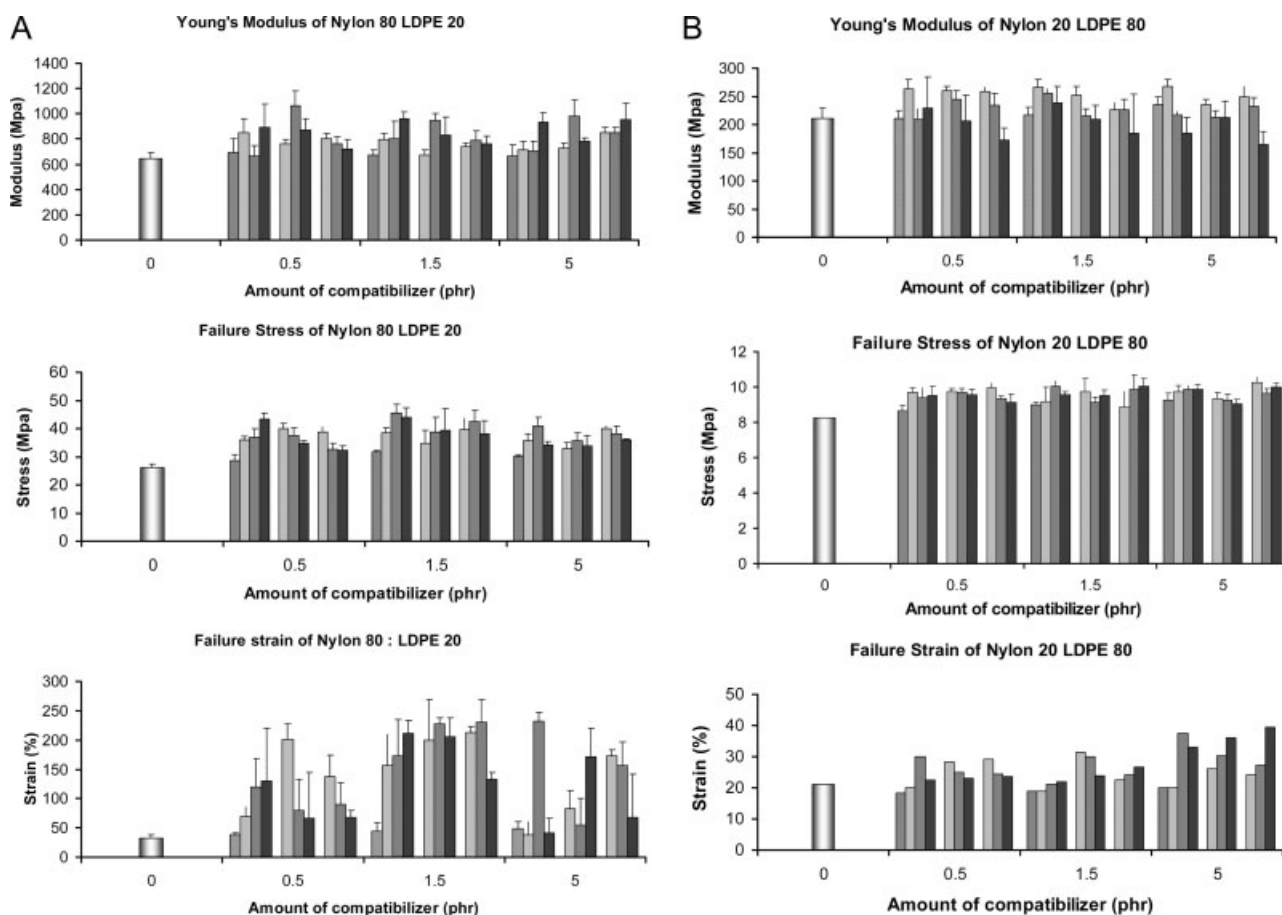 A
Young's Modulus of Nylon 80 LDPE 20
Modulus (Mpa)
1400
1200
1000
800
600
400
200
0
0 0.5 1.5 5
Amount of compatibilizer (phr)
Failure Stress of Nylon 80 LDPE 20
Stress (Mpa)
60
50
40
30
20
10
0
0 0.5 1.5 5
Amount of compatibilizer (phr)
Failure strain of Nylon 80 : LDPE 20
Strain (%)
300
250
200
150
100
50
0
0 0.5 1.5 5
Amount of compatibilizer (phr)
B
Young's Modulus of Nylon 20 LDPE 80
Modulus (Mpa)
300
250
200
150
100
50
0
0 0.5 1.5 5
Amount of compatibilizer (phr)
Failure Stress of Nylon 20 LDPE 80
Stress (Mpa)
12
10
8
6
4
2
0
0 0.5 1.5 5
Amount of compatibilizer (phr)
Failure Strain of Nylon 20 LDPE 80
Strain (%)
50
40
30
20
10
0
0 0.5 1.5 5
Amount of compatibilizer (phr)